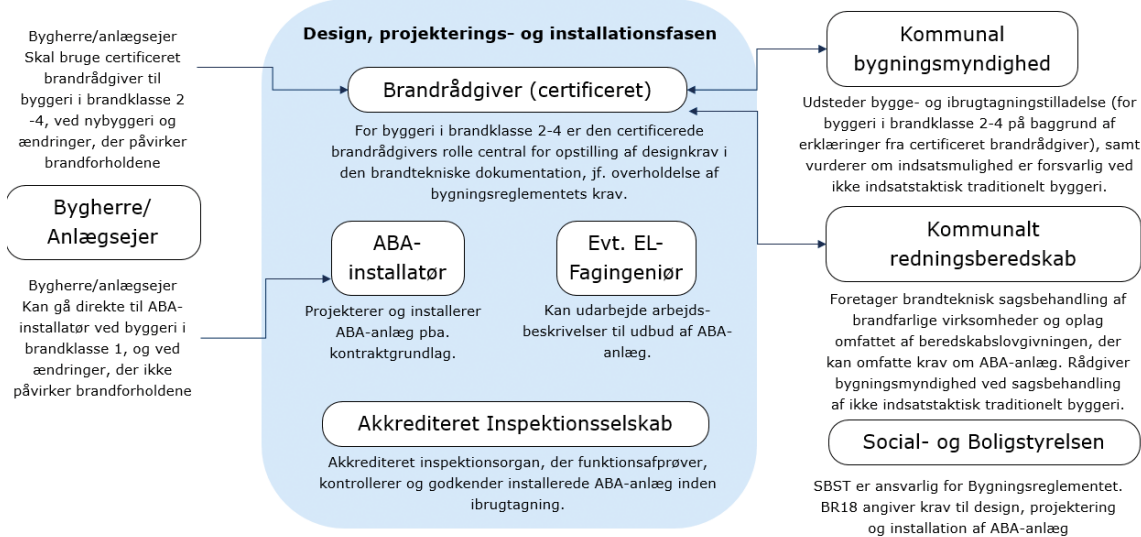 Bygherre/anlægsejer
Skal bruge certificeret
brandrådgiver til
byggeri i brandklasse 2
-4, ved nybyggeri og
ændringer, der påvirker
brandforholdene
Bygherre/
Anlægsejer
Bygherre/anlægsejer
Kan gå direkte til ABA-
installatør ved byggeri i
brandklasse 1, og ved
ændringer, der ikke
påvirker brandforholdene
Design, projekterings- og installationsfasen
Brandrådgiver (certificeret)
For byggeri i brandklasse 2-4 er den certificerede
brandrådgivers rolle central for opstilling af designkrav i
den brandtekniske dokumentation, jf. overholdelse af
bygningsreglementets krav.
ABA-
installatør
Projekterer og installerer
ABA-anlæg pba.
kontraktgrundlag.
Evt. EL-
Fagingeniør
Kan udarbejde arbejds-
beskrivelser til udbud af ABA-
anlæg.
Akkrediteret Inspektionsselskab
Akkrediteret inspektionsorgan, der funktionsafprøver,
kontrollerer og godkender installerede ABA-anlæg inden
ibrugtagning.
Kommunal
bygningsmyndighed
Udsteder bygge- og ibrugtagningstilladelse (for
byggeri i brandklasse 2-4 på baggrund af
erklæringer fra certificeret brandrådgiver), samt
vurderer om indsatsmulighed er forsvarlig ved
ikke indsatstaktisk traditionelt byggeri.
Kommunalt
redningsberedskab
Foretager brandteknisk sagsbehandling af
brandfarlige virksomheder og oplag
omfattet af beredskabslovgivningen, der
kan omfatte krav om ABA-anlæg. Rådgiver
bygningsmyndighed ved sagsbehandling
af ikke indsatstaktisk traditionelt byggeri.
Social- og Boligstyrelsen
SBST er ansvarlig for Bygningsreglementet.
BR18 angiver krav til design, projektering
og installation af ABA-anlæg